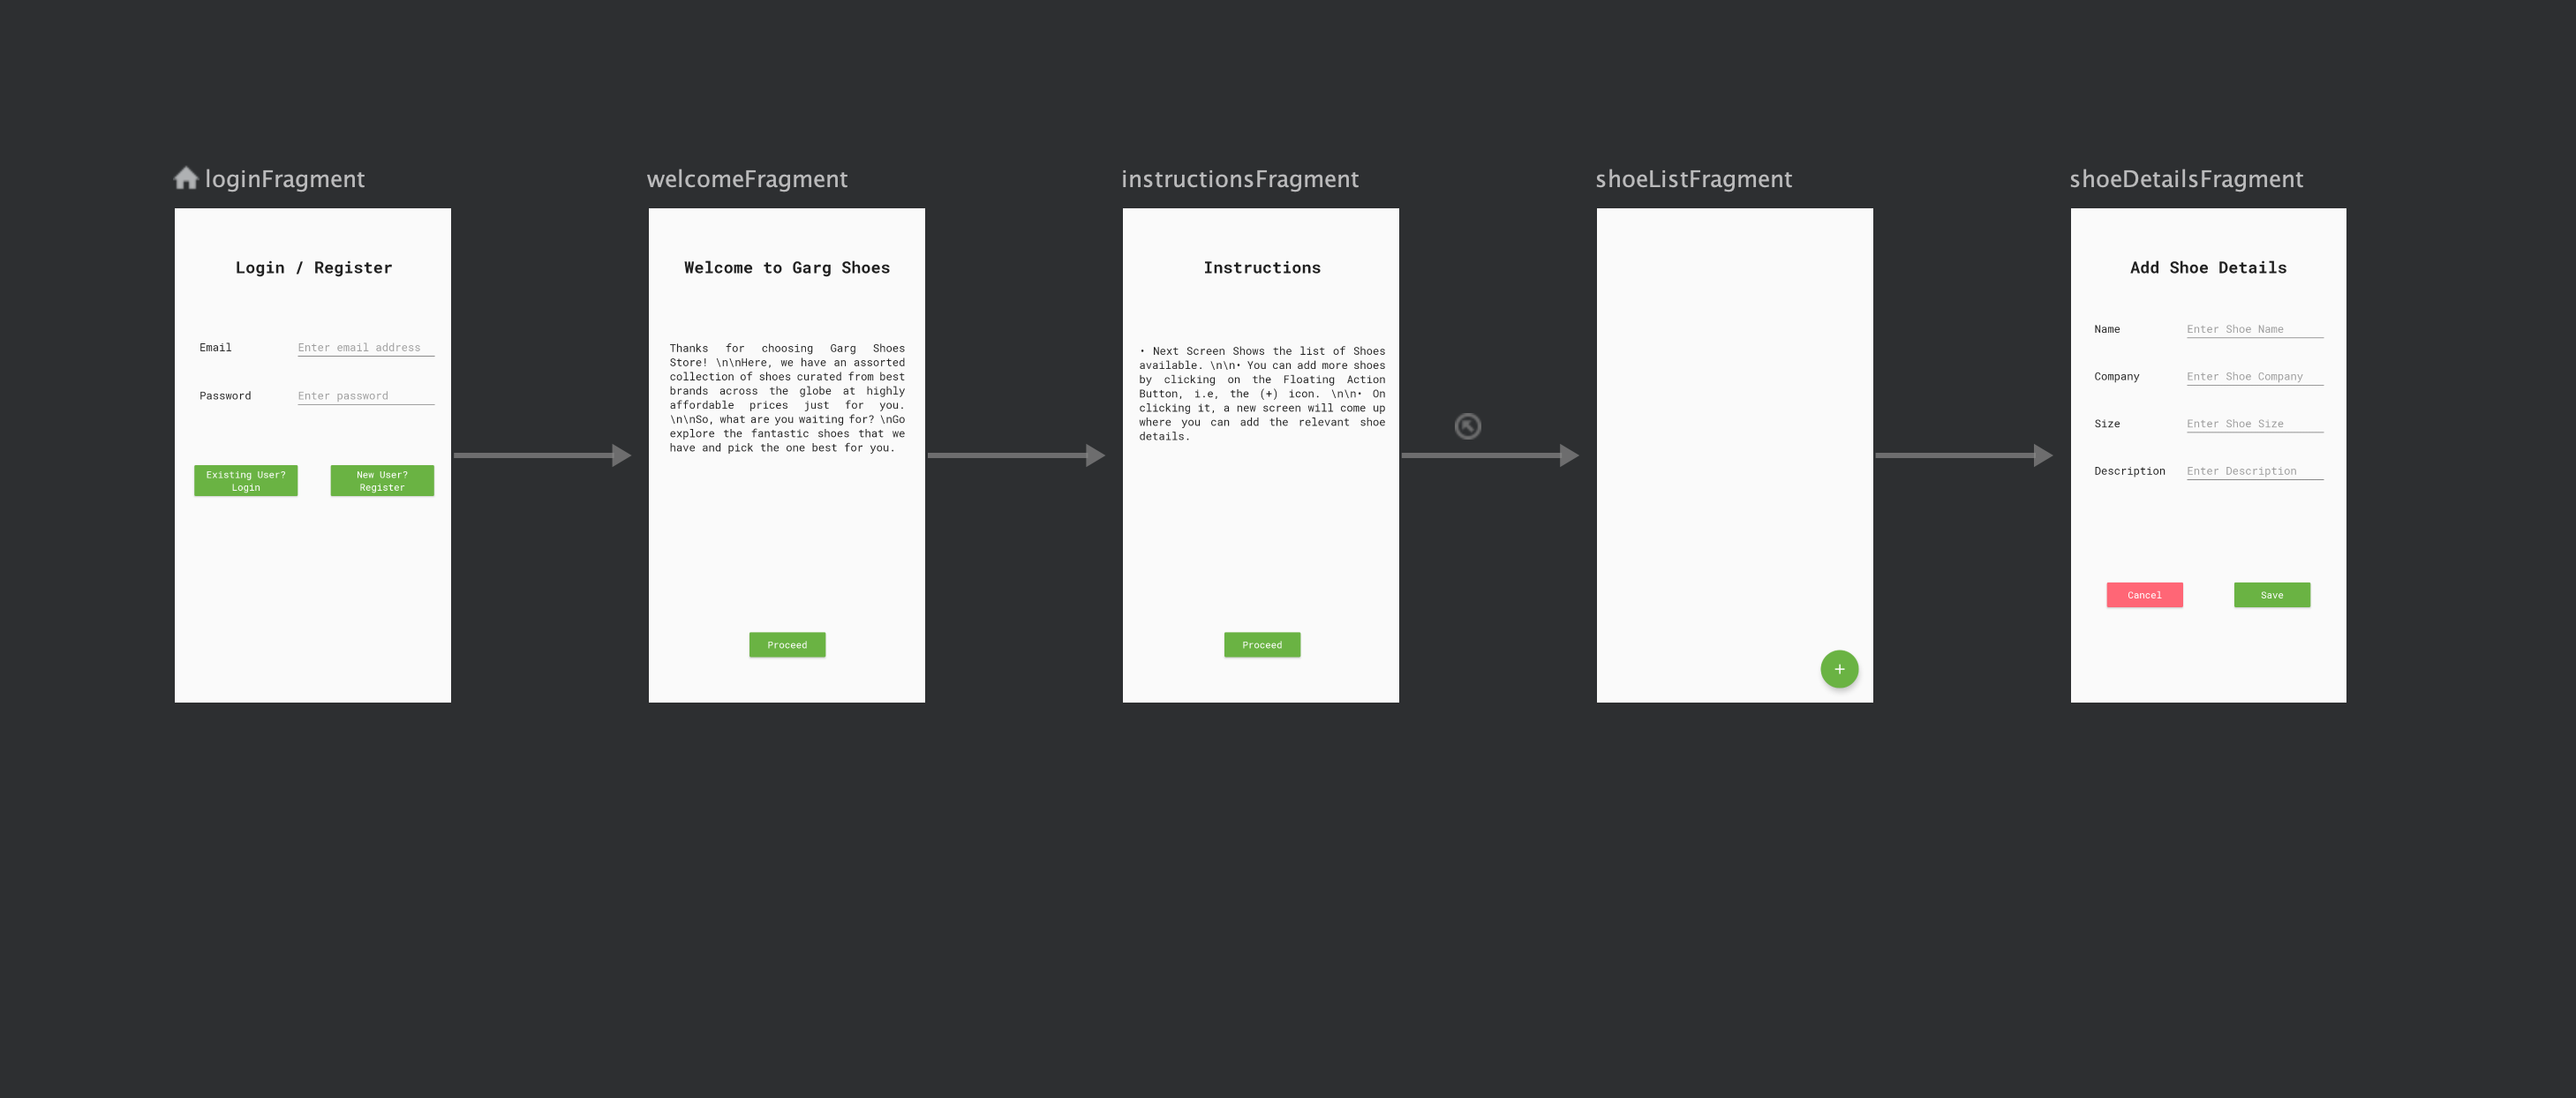 loginFragment
Login / Register
Email
Enter email address
Password
Enter password
Existing User?
Login
New User?
Register
welcomeFragment
Welcome to Garg Shoes
Thanks for choosing Garg Shoes
Store! \n\nHere, we have an assorted
collection of shoes curated from best
brands across the globe at highly
affordable prices just for you.
\n\nSo, what are you waiting for? \nGo
explore the fantastic shoes that we
have and pick the one best for you.
Proceed
instructionsFragment
Instructions
• Next Screen Shows the list of Shoes
available. \n\n• You can add more shoes
by clicking on the Floating Action
Button, i.e, the (+) icon. \n\n• On
clicking it, a new screen will come up
where you can add the relevant shoe
details.
Proceed
shoeListFragment
+
shoeDetailsFragment
Add Shoe Details
Name
Enter Shoe Name
Company
Enter Shoe Company
Size
Enter Shoe Size
Description
Enter Description
Cancel
Save